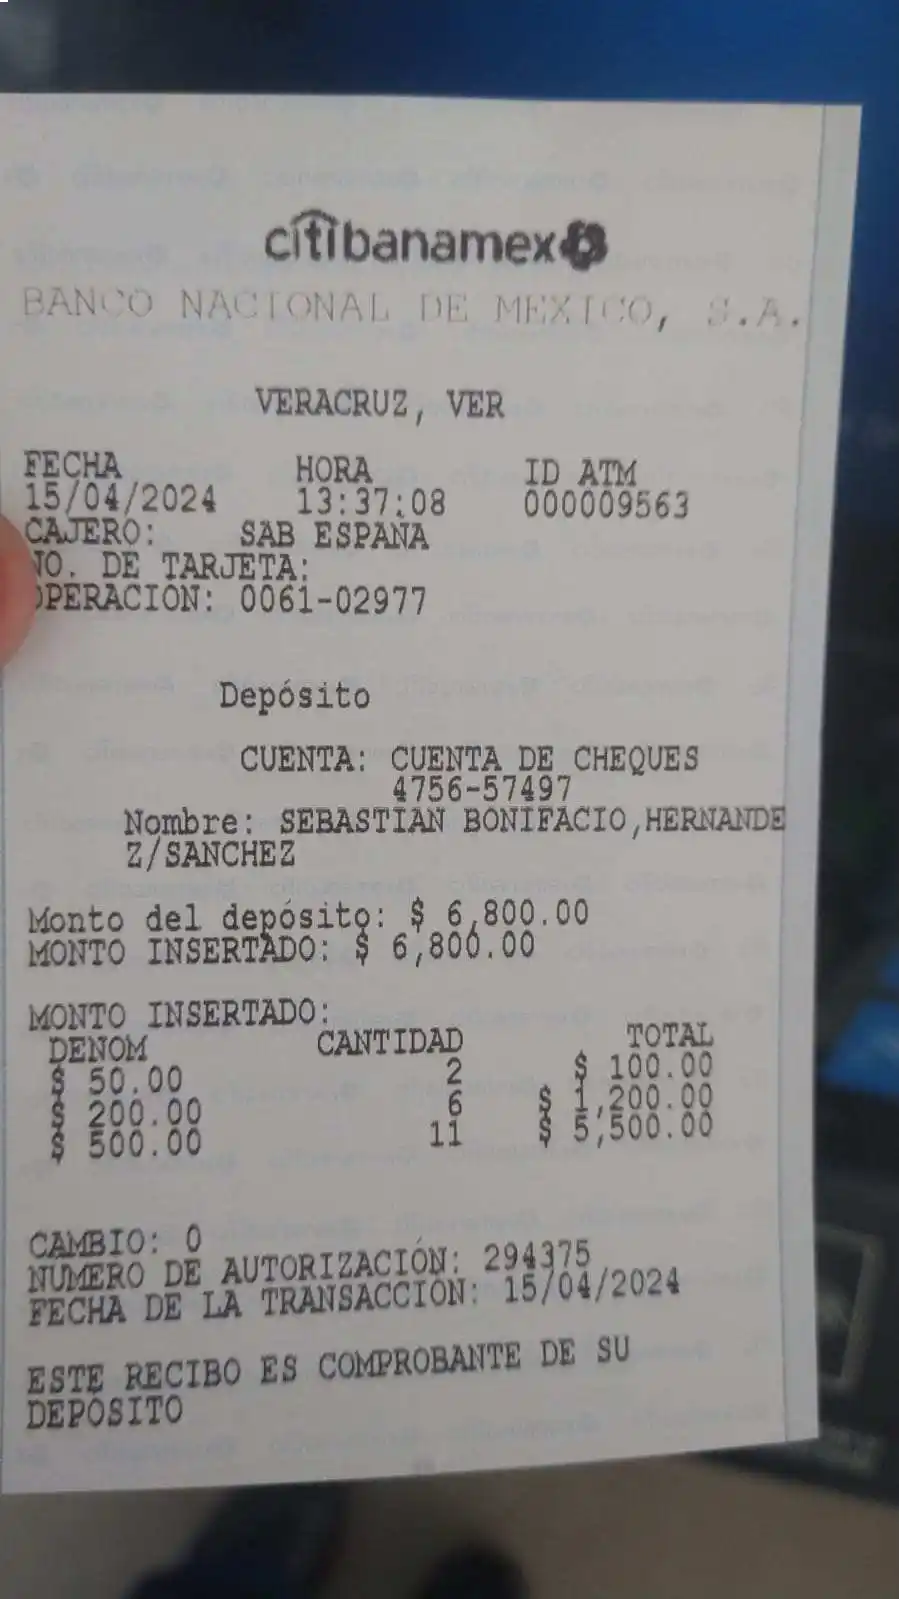 citibanamex
BANCO NACIONAL DE MEXICO, S.A.
VERACRUZ, VER
FECHA HORA ID ATM
15/04/2024 13:37:08 000009563
CAJERO: SAB ESPAÑA
NO. DE TARJETA:
OPERACION: 0061-02977
Depósito
CUENTA: CUENTA DE CHEQUES
4756-57497
Nombre: SEBASTIAN BONIFACIO,HERNANDE
Z/SANCHEZ
Monto del depósito: $ 6,800.00
MONTO INSERTADO: $ 6,800.00
MONTO INSERTADO:
DENOM CANTIDAD TOTAL
$ 50.00 2 $ 100.00
$ 200.00 6 $ 1,200.00
$ 500.00 11 $ 5,500.00
CAMBIO: 0
NUMERO DE AUTORIZACIÓN: 294375
FECHA DE LA TRANSACCION: 15/04/2024
ESTE RECIBO ES COMPROBANTE DE SU
DEPOSITO